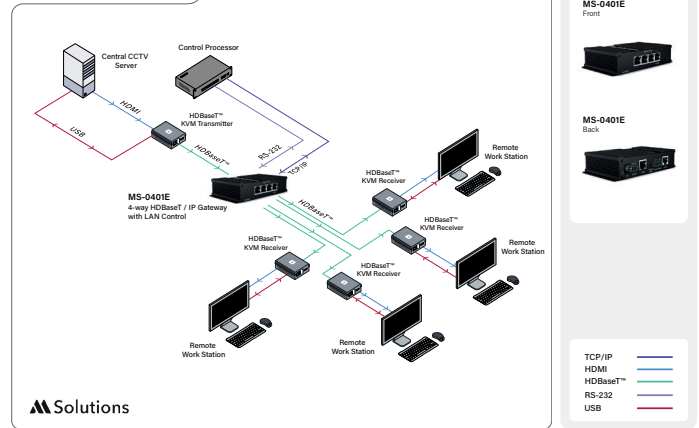 Central CCTV
Server
Control Processor
HDMI
USB
HDBaseT™
KVM Transmitter
HDBaseT™
RS-232
TCP/IP
MS-0401E
4-way HDBaseT / IP Gateway
with LAN Control
HDBaseT™
HDBaseT™
KVM Receiver
Remote
Work Station
HDBaseT™
KVM Receiver
Remote
Work Station
HDBaseT™
KVM Receiver
Remote
Work Station
HDBaseT™
KVM Receiver
Remote
Work Station
Solutions
MS-0401E
Front
MS-0401E
Back
TCP/IP
HDMI
HDBaseT™
RS-232
USB